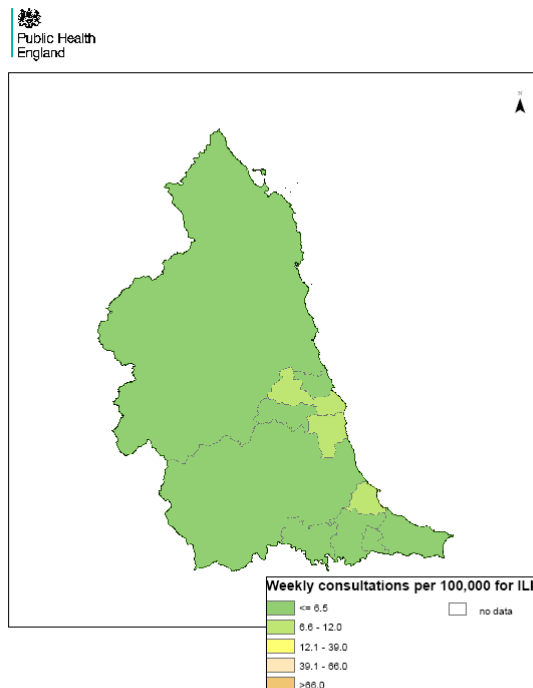 Public Health
England
N
Weekly consultations per 100,000 for ILI
<= 6.5
no data
6.6 - 12.0
12.1 - 39.0
39.1 - 66.0
>66.0